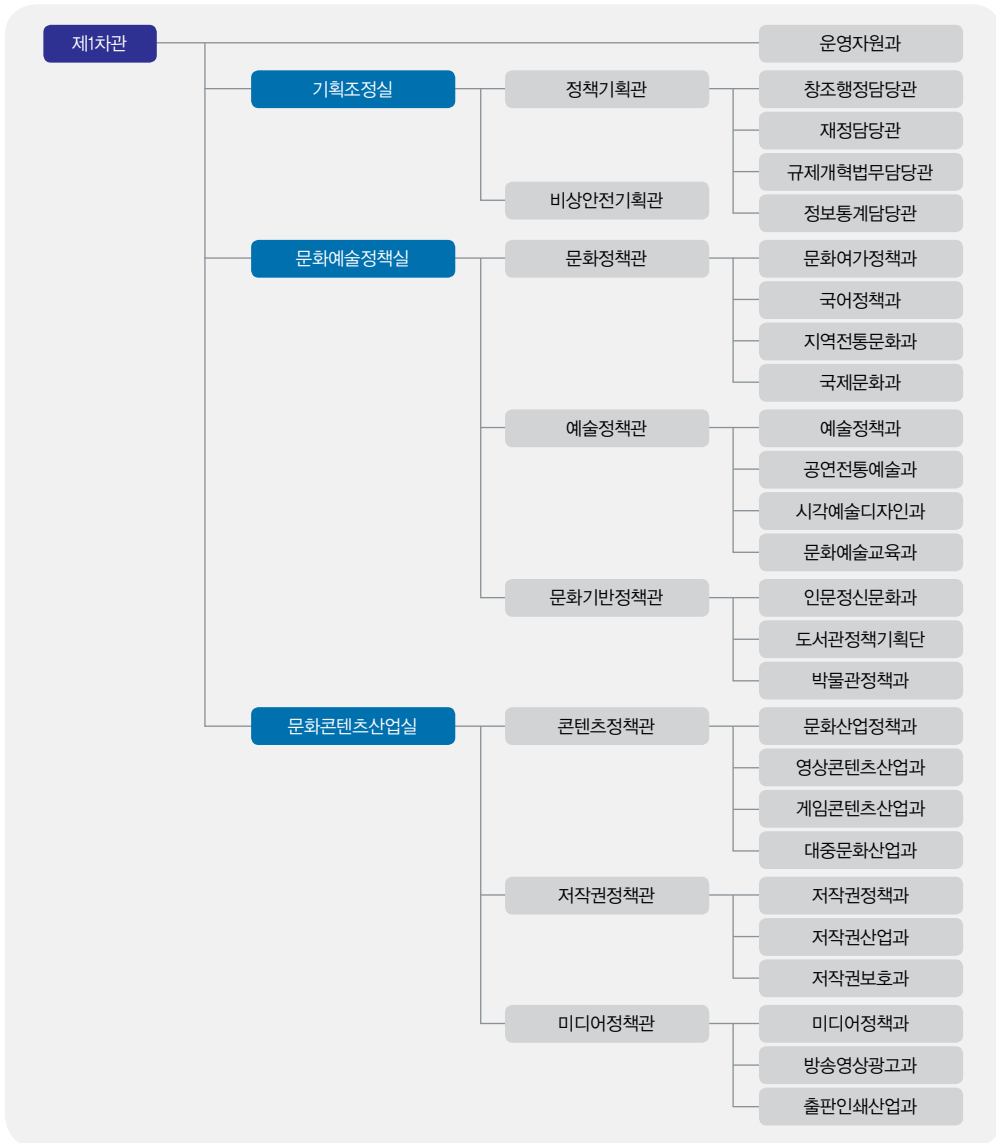 제1차관
운영자원과
기획조정실
정책기획관
창조행정담당관
재정담당관
규제개혁법무담당관
정보통계담당관
비상안전기획관
문화예술정책실
문화정책관
문화여가정책과
국어정책과
지역전통문화과
국제문화과
예술정책관
예술정책과
공연전통예술과
시각예술디자인과
문화예술교육과
문화기반정책관
인문정신문화과
도서관정책기획단
박물관정책과
문화콘텐츠산업실
콘텐츠정책관
문화산업정책과
영상콘텐츠산업과
게임콘텐츠산업과
대중문화산업과
저작권정책관
저작권정책과
저작권산업과
저작권보호과
미디어정책관
미디어정책과
방송영상광고과
출판인쇄산업과